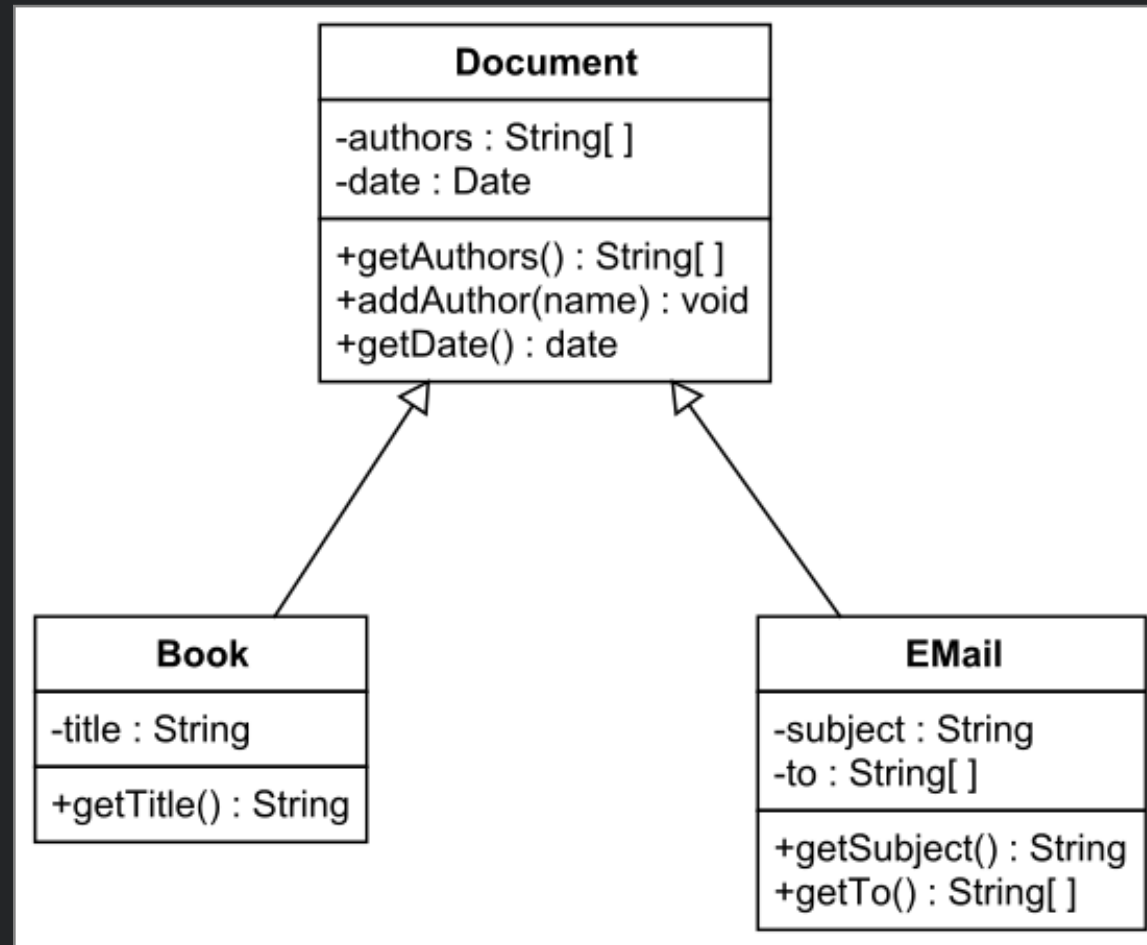 Document
-authors : String[ ]
-date : Date
+getAuthors() : String[ ]
+addAuthor(name) : void
+getDate() : date
Book
-title : String
+getTitle() : String
EMail
-subject : String
-to : String[ ]
+getSubject() : String
+getTo() : String[ ]